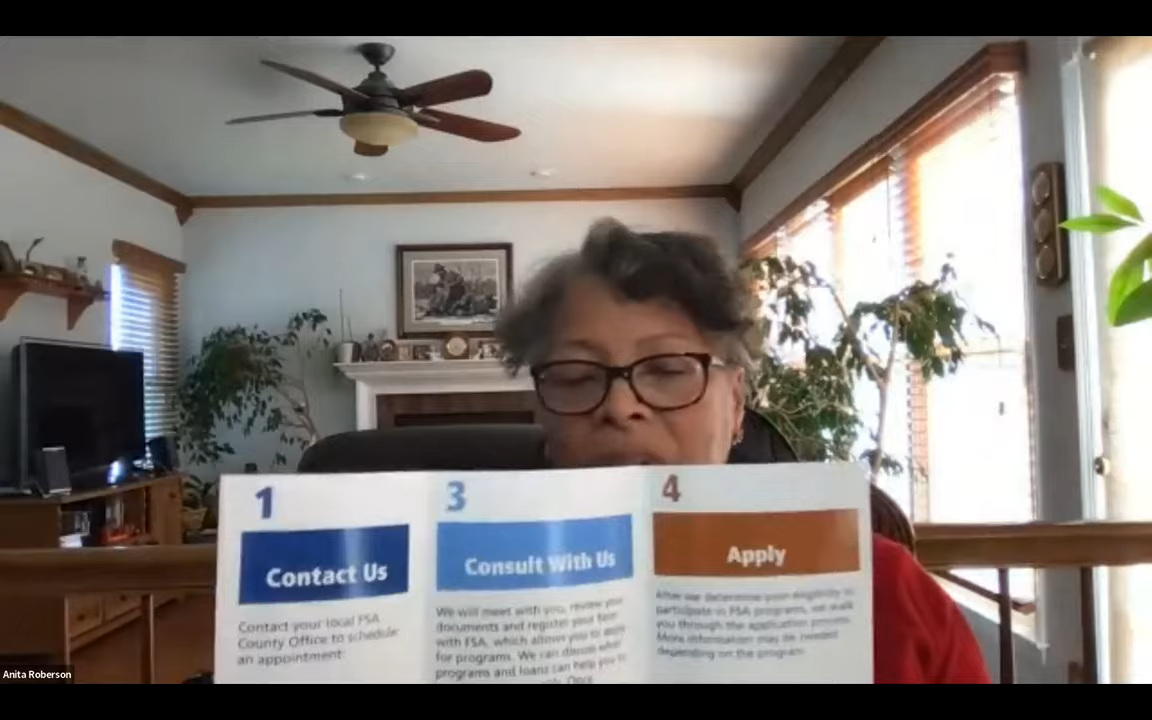 1
Contact Us
Contact your local FSA
County Office to schedule
an appointment:
3
Consult With Us
We will meet with you, review your
documents and register your farm
with FSA, which allows you to apply
for programs. We can discuss what
programs and loans can help you
Once
4
Apply
After we determine your eligibility to
participate in FSA programs, we walk
you through the application process.
More information may be needed
depending on the program.
Anita Roberson